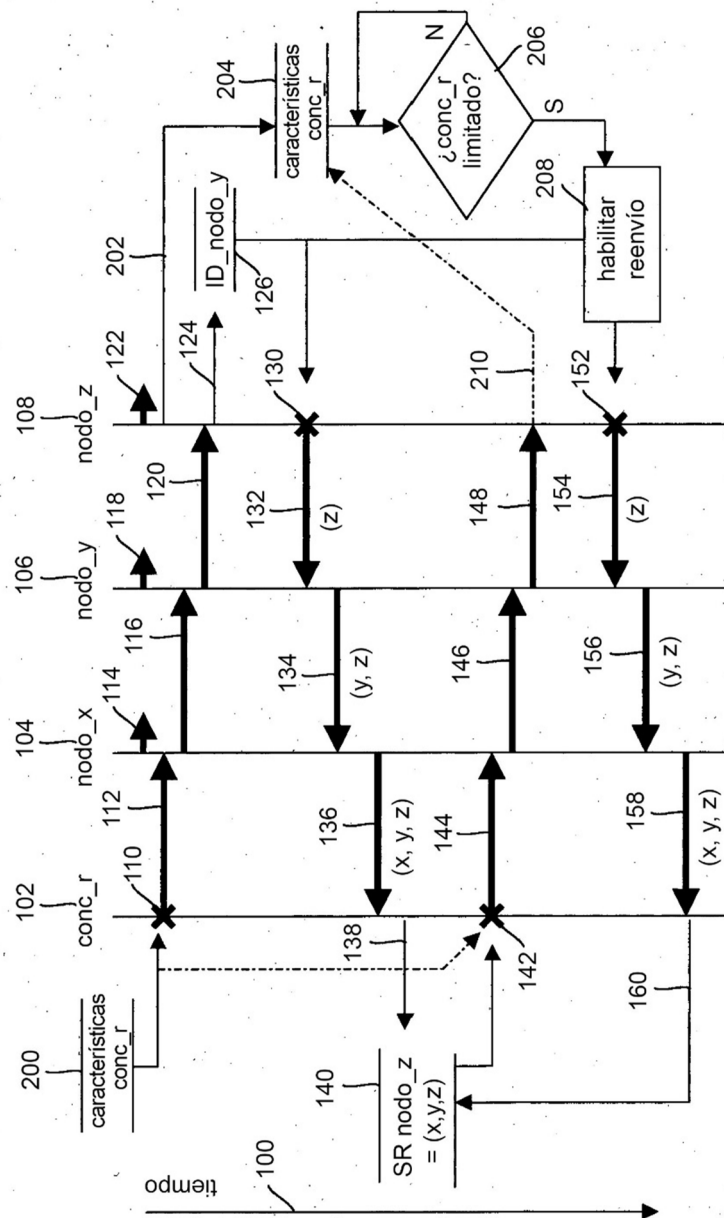 tiempo
100
200
características
conc_r
102
conc_r
104
nodo_x
106
nodo_y
108
nodo_z
110
112
114
116
118
120
122
202
124
ID_nodo_y
126
204
características
conc_r
130
132
(z)
134
(y, z)
136
(x, y, z)
138
140
SR nodo_z
= (x,y,z)
142
144
146
148
210
¿conc_r
limitado?
206
N
S
208
habilitar
reenvío
152
154
(z)
156
(y, z)
158
(x, y, z)
160